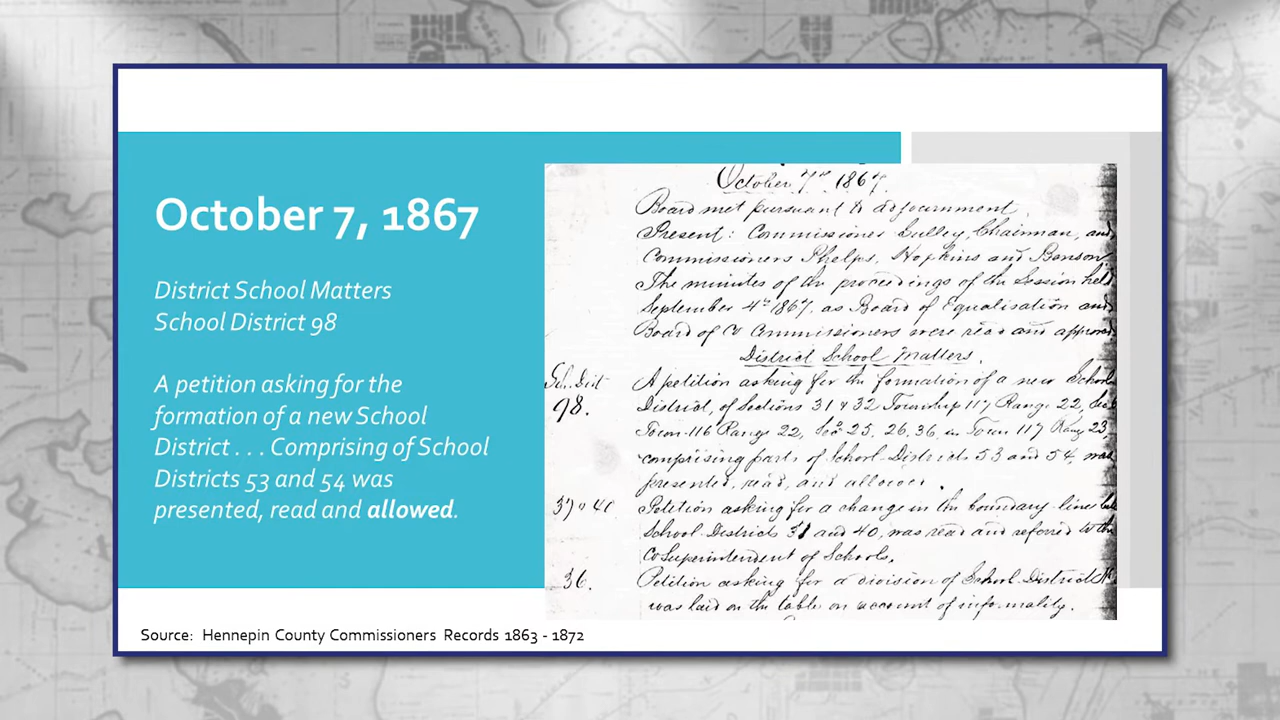 October 7, 1867
District School Matters
School District 98
A petition asking for the
formation of a new School
District . . . Comprising of School
Districts 53 and 54 was
presented, read and allowed.
October 7th 1867.
Board met pursuant to adjournment
Present: Commissioner Chairman, and
Commissioners Phelps, Hopkins and Benson
The minutes of the proceedings of the Session held
September 4th 1867, as Board of Equalisation and
Board of Co Commissioners were read and approved
District School Matters.
Sch. Dist
98.
A petition asking for the formation of a new School
District, of Sections 31 & 32 Township 117 Range 22, Sec 6
Town 116 Range 22, Sec. 25, 26, 36, in Town 117 Range 23,
comprising parts of School Districts 53 and 54, was
presented, read, and allowed.
Petition asking for a change in the boundary lines
School Districts and 40, was read and referred to the
Co Superintendent of Schools.
36.
Petition asking for a division of School District
was laid on the table on account of informality.
Source: Hennepin County Commissioners Records 1863 - 1872